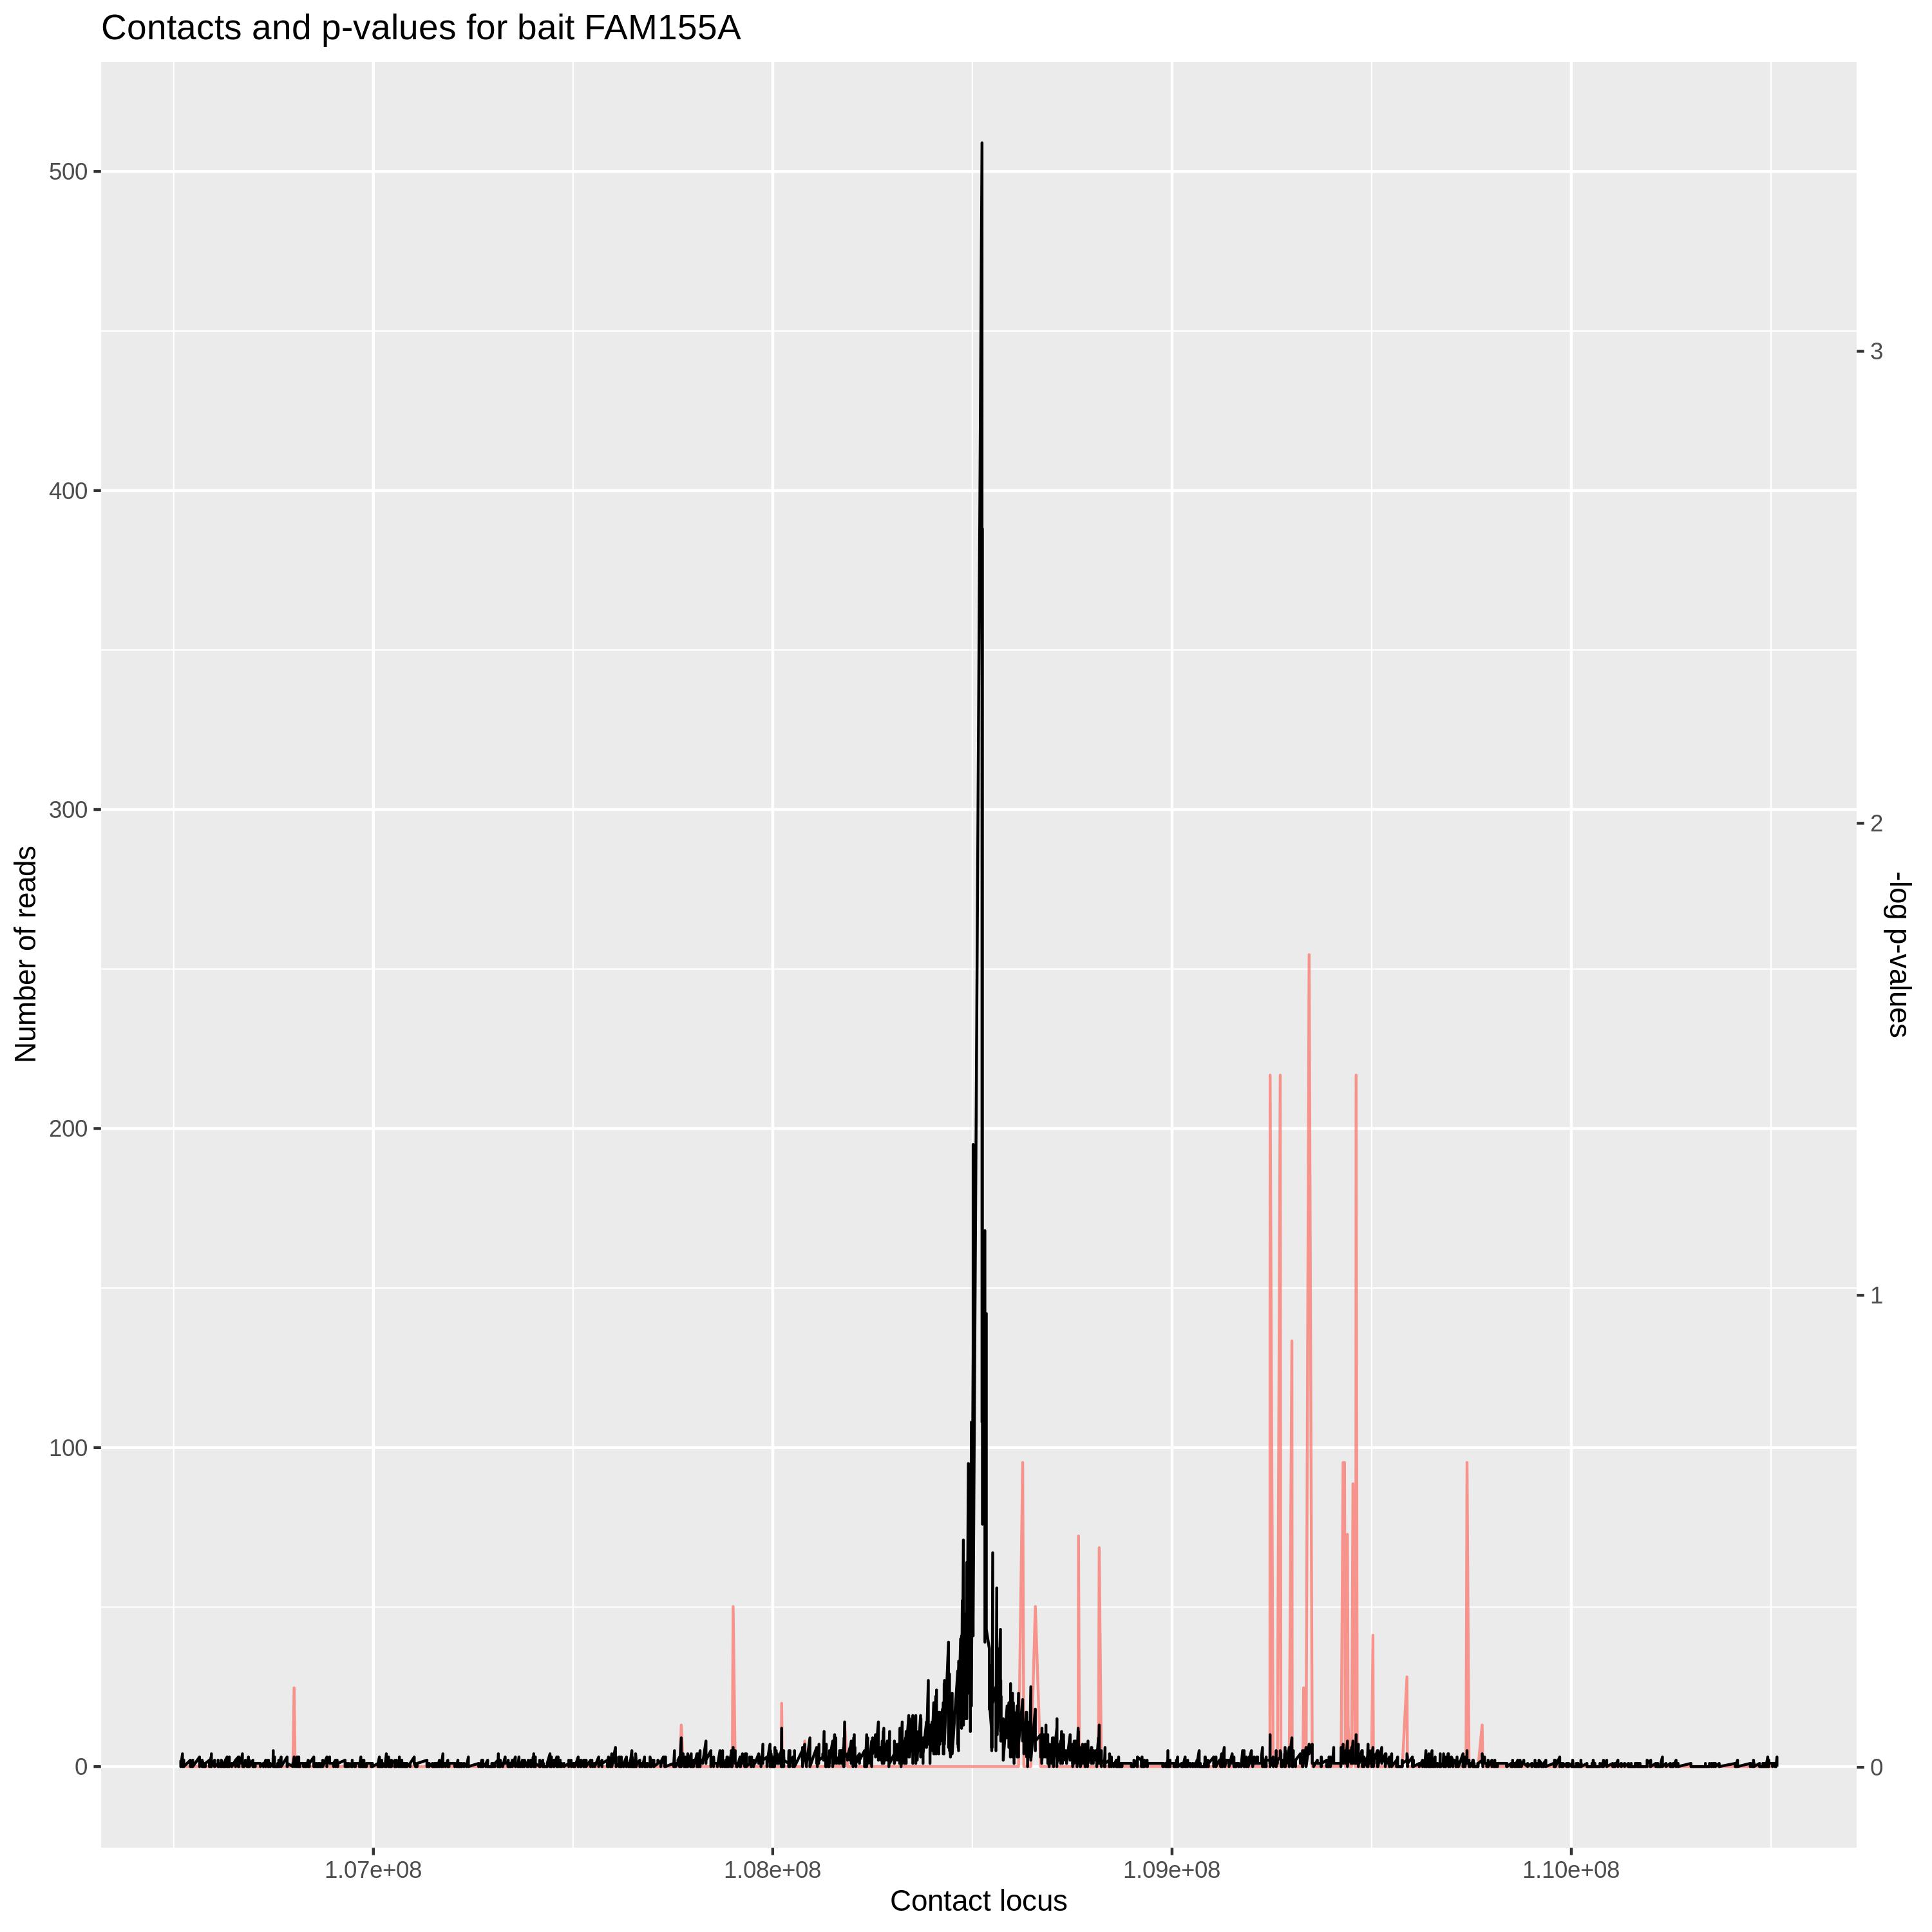 Contacts and p-values for bait FAM155A
500
400
300
200
100
0
Number of reads
3
2
1
0
-log p-values
1.07e+08
1.08e+08
1.09e+08
1.10e+08
Contact locus